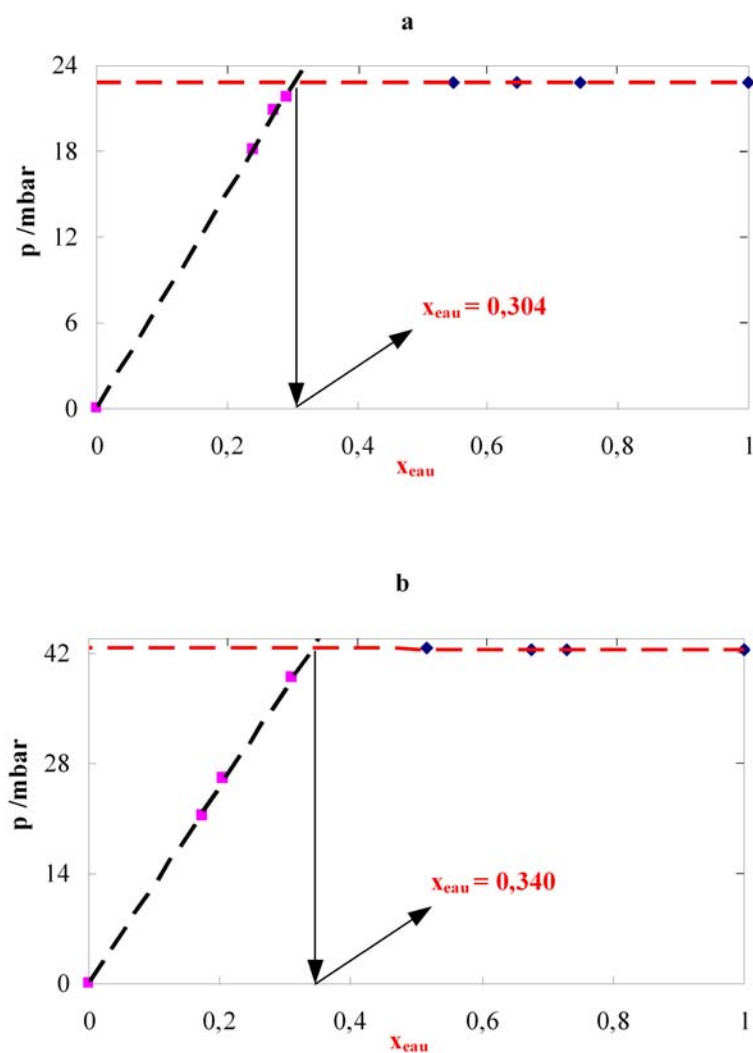 a
24
18
12
6
0
p /mbar
x_eau = 0,304
0 0,2 0,4 0,6 0,8 1
x_eau
b
42
28
14
0
p /mbar
x_eau = 0,340
0 0,2 0,4 0,6 0,8 1
x_eau